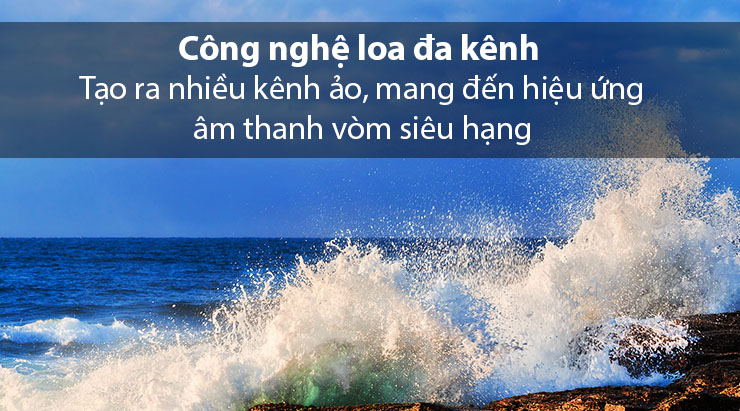 Công nghệ loa đa kênh
Tạo ra nhiều kênh ảo, mang đến hiệu ứng
âm thanh vòm siêu hạng